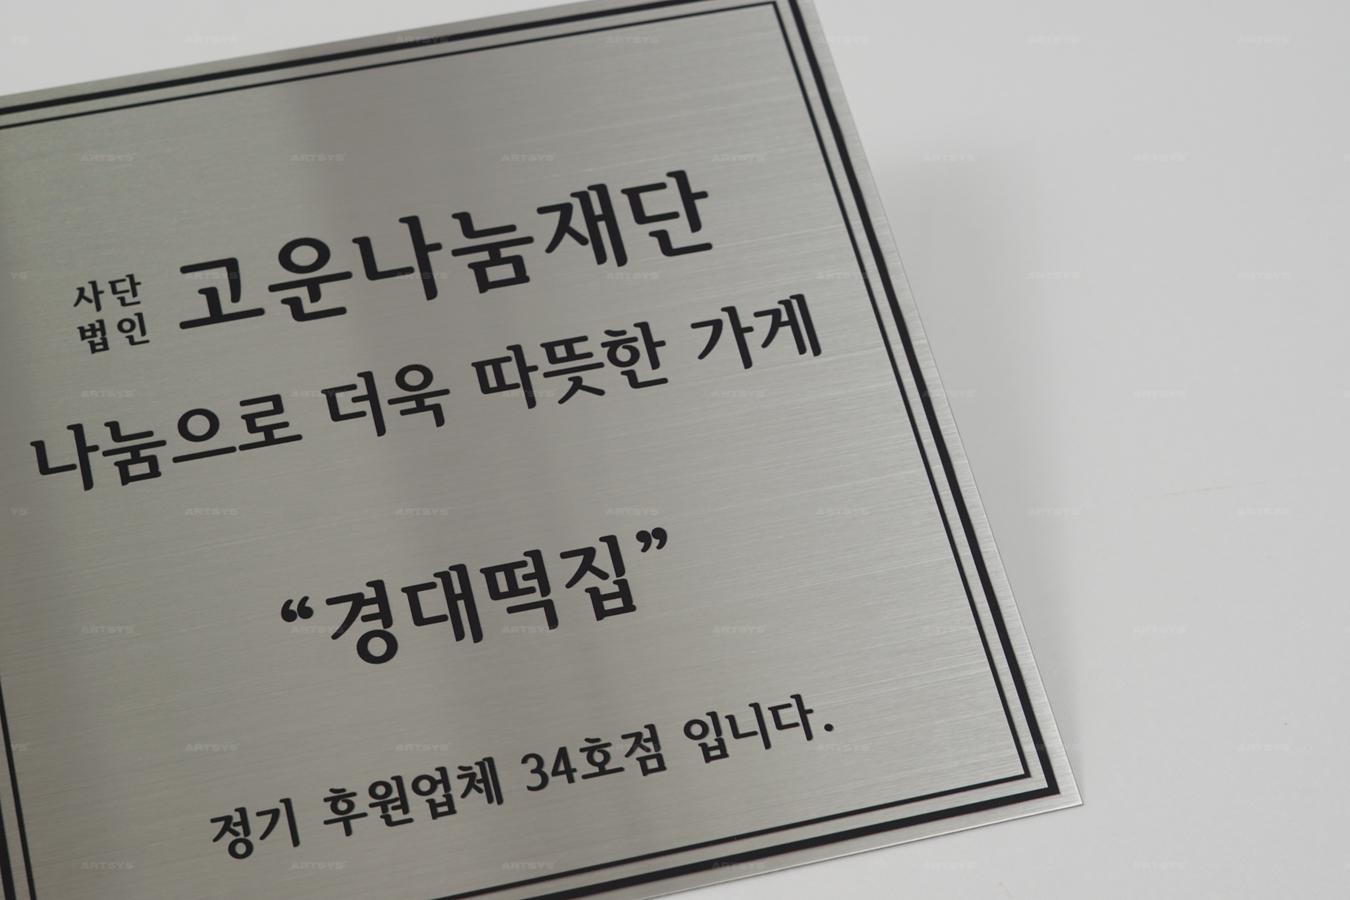 사단법인 고운나눔재단
나눔으로 더욱 따뜻한 가게
“경대떡집”
정기 후원업체 34호점 입니다.
ARTSYS